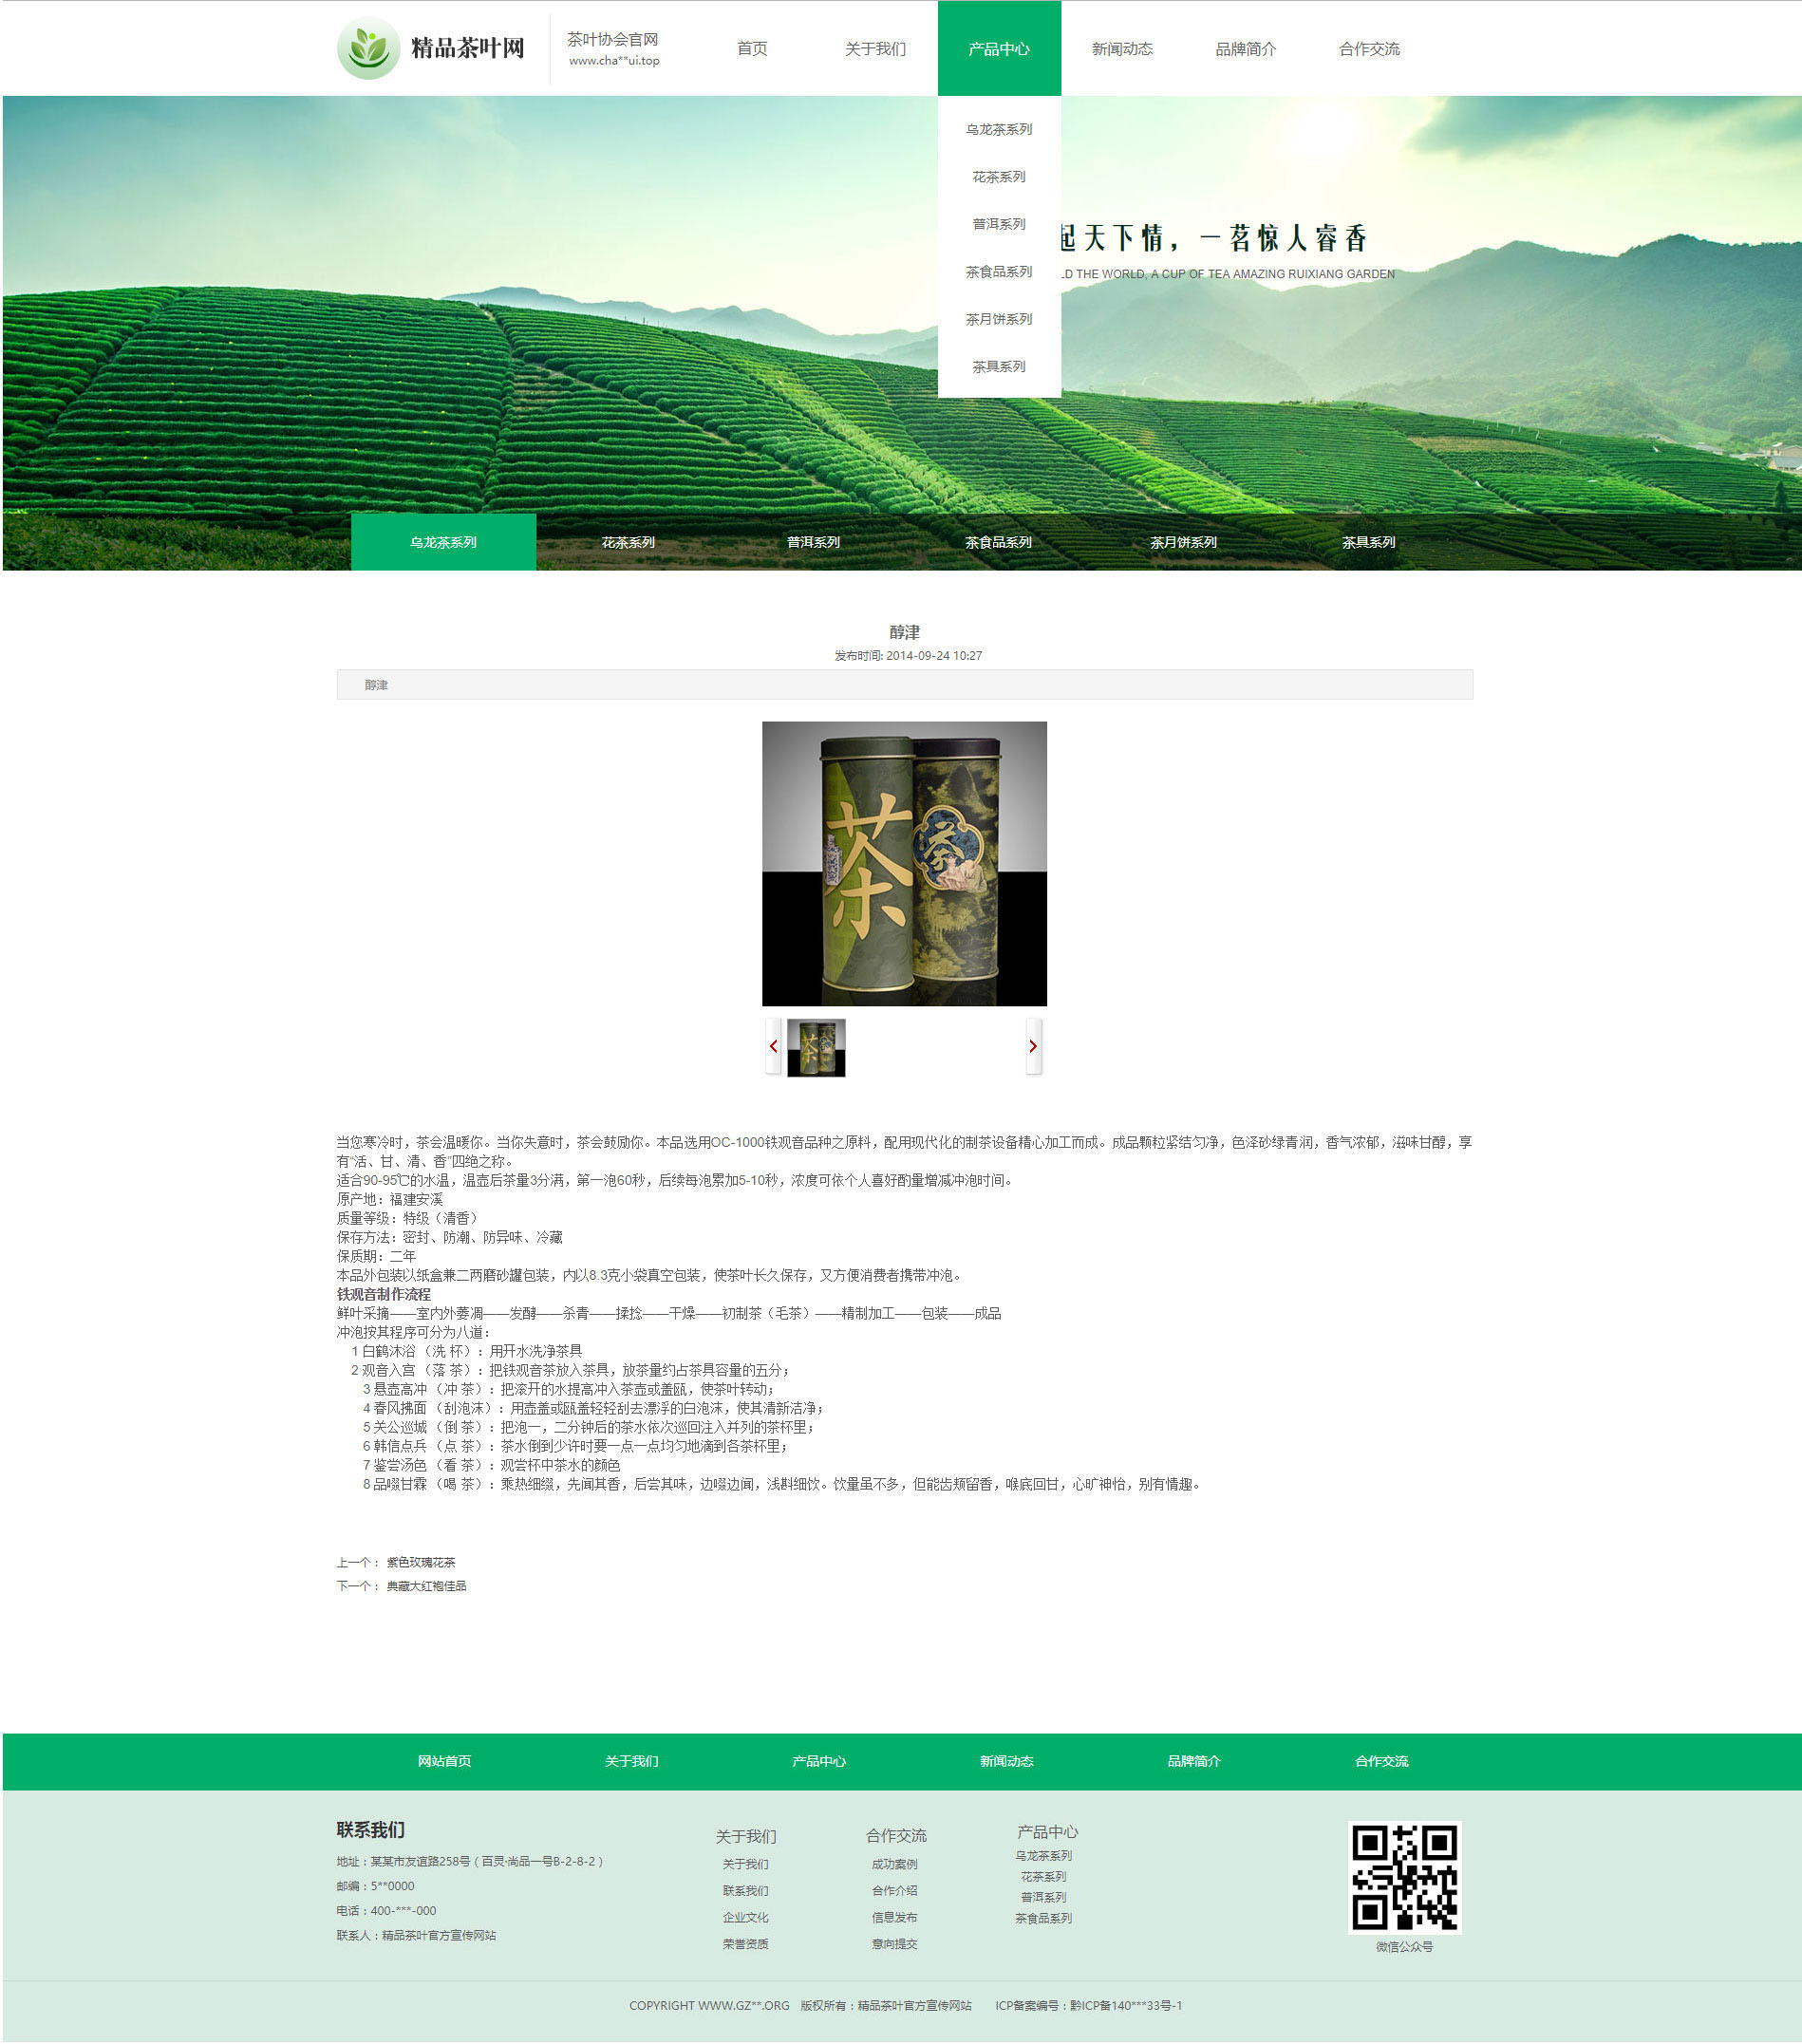 精品茶叶网
茶叶协会官网
www.cha**ui.top
首页
关于我们
产品中心
新闻动态
品牌简介
合作交流
乌龙茶系列
花茶系列
普洱系列
茶食品系列
茶月饼系列
茶具系列
起天下情，一茗惊人睿香
LD THE WORLD, A CUP OF TEA AMAZING RUIXIANG GARDEN
乌龙茶系列
花茶系列
普洱系列
茶食品系列
茶月饼系列
茶具系列
醇津
发布时间: 2014-09-24 10:27
醇津
茶
茶
当您寒冷时，茶会温暖你。当你失意时，茶会鼓励你。本品选用OC-1000铁观音品种之原料，配用现代化的制茶设备精心加工而成。成品颗粒紧结匀净，色泽砂绿青润，香气浓郁，滋味甘醇，享
有“活、甘、清、香”四绝之称。
适合90-95℃的水温，温壶后茶量3分满，第一泡60秒，后续每泡累加5-10秒，浓度可依个人喜好酌量增减冲泡时间。
原产地：福建安溪
质量等级：特级（清香）
保存方法：密封、防潮、防异味、冷藏
保质期：二年
本品外包装以纸盒兼二两磨砂罐包装，内以8.3克小袋真空包装，使茶叶长久保存，又方便消费者携带冲泡。
铁观音制作流程
鲜叶采摘——室内外萎凋——发酵——杀青——揉捻——干燥——初制茶（毛茶）——精制加工——包装——成品
冲泡按其程序可分为八道：
1 白鹤沐浴 （洗 杯）：用开水洗净茶具
2 观音入宫 （落 茶）：把铁观音茶放入茶具，放茶量约占茶具容量的五分；
3 悬壶高冲 （冲 茶）：把滚开的水提高冲入茶壶或盖瓯，使茶叶转动；
4 春风拂面 （刮泡沫）：用壶盖或瓯盖轻轻刮去漂浮的白泡沫，使其清新洁净；
5 关公巡城 （倒 茶）：把泡一，二分钟后的茶水依次巡回注入并列的茶杯里；
6 韩信点兵 （点 茶）：茶水倒到少许时要一点一点均匀地滴到各茶杯里；
7 鉴尝汤色 （看 茶）：观尝杯中茶水的颜色
8 品啜甘霖 （喝 茶）：乘热细缀，先闻其香，后尝其味，边啜边闻，浅斟细饮。饮量虽不多，但能齿颊留香，喉底回甘，心旷神怡，别有情趣。
上一个： 紫色玫瑰花茶
下一个： 典藏大红袍佳品
网站首页
关于我们
产品中心
新闻动态
品牌简介
合作交流
联系我们
地址：某某市友谊路258号（百灵·尚品一号B-2-8-2）
邮编：5**0000
电话：400-***-000
联系人：精品茶叶官方宣传网站
关于我们
关于我们
联系我们
企业文化
荣誉资质
合作交流
成功案例
合作介绍
信息发布
意向提交
产品中心
乌龙茶系列
花茶系列
普洱系列
茶食品系列
微信公众号
COPYRIGHT WWW.GZ**.ORG 版权所有：精品茶叶官方宣传网站 ICP备案编号：黔ICP备140***33号-1